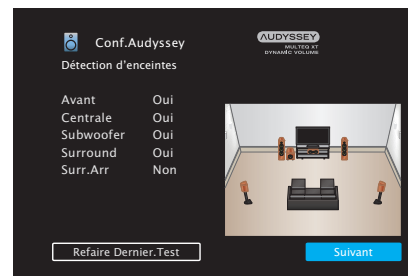 Conf.Audyssey
AUDYSSEY
MULTEQ XT
DYNAMIC VOLUME
Détection d'enceintes
Avant Oui
Centrale Oui
Subwoofer Oui
Surround Oui
Surr.Arr Non
Refaire Dernier.Test
Suivant